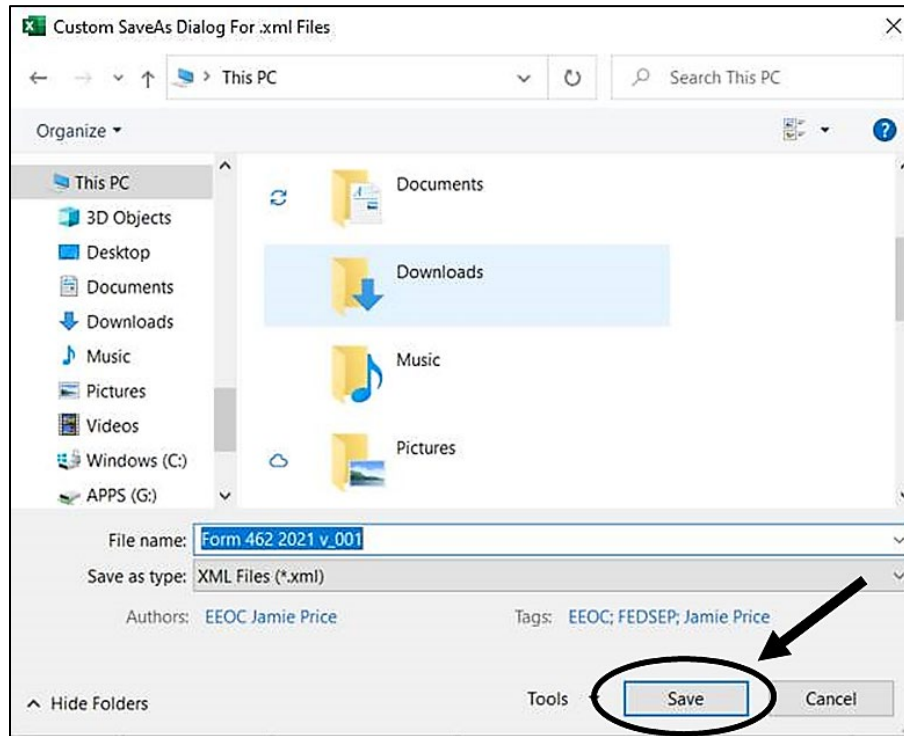 Custom SaveAs Dialog For .xml Files
This PC
Search This PC
Organize
This PC
3D Objects
Desktop
Documents
Downloads
Music
Pictures
Videos
Windows (C:)
APPS (G:)
Documents
Downloads
Music
Pictures
File name: Form 462 2021 v_001
Save as type: XML Files (*.xml)
Authors: EEOC Jamie Price Tags: EEOC; FEDSEP; Jamie Price
Hide Folders Tools Save Cancel